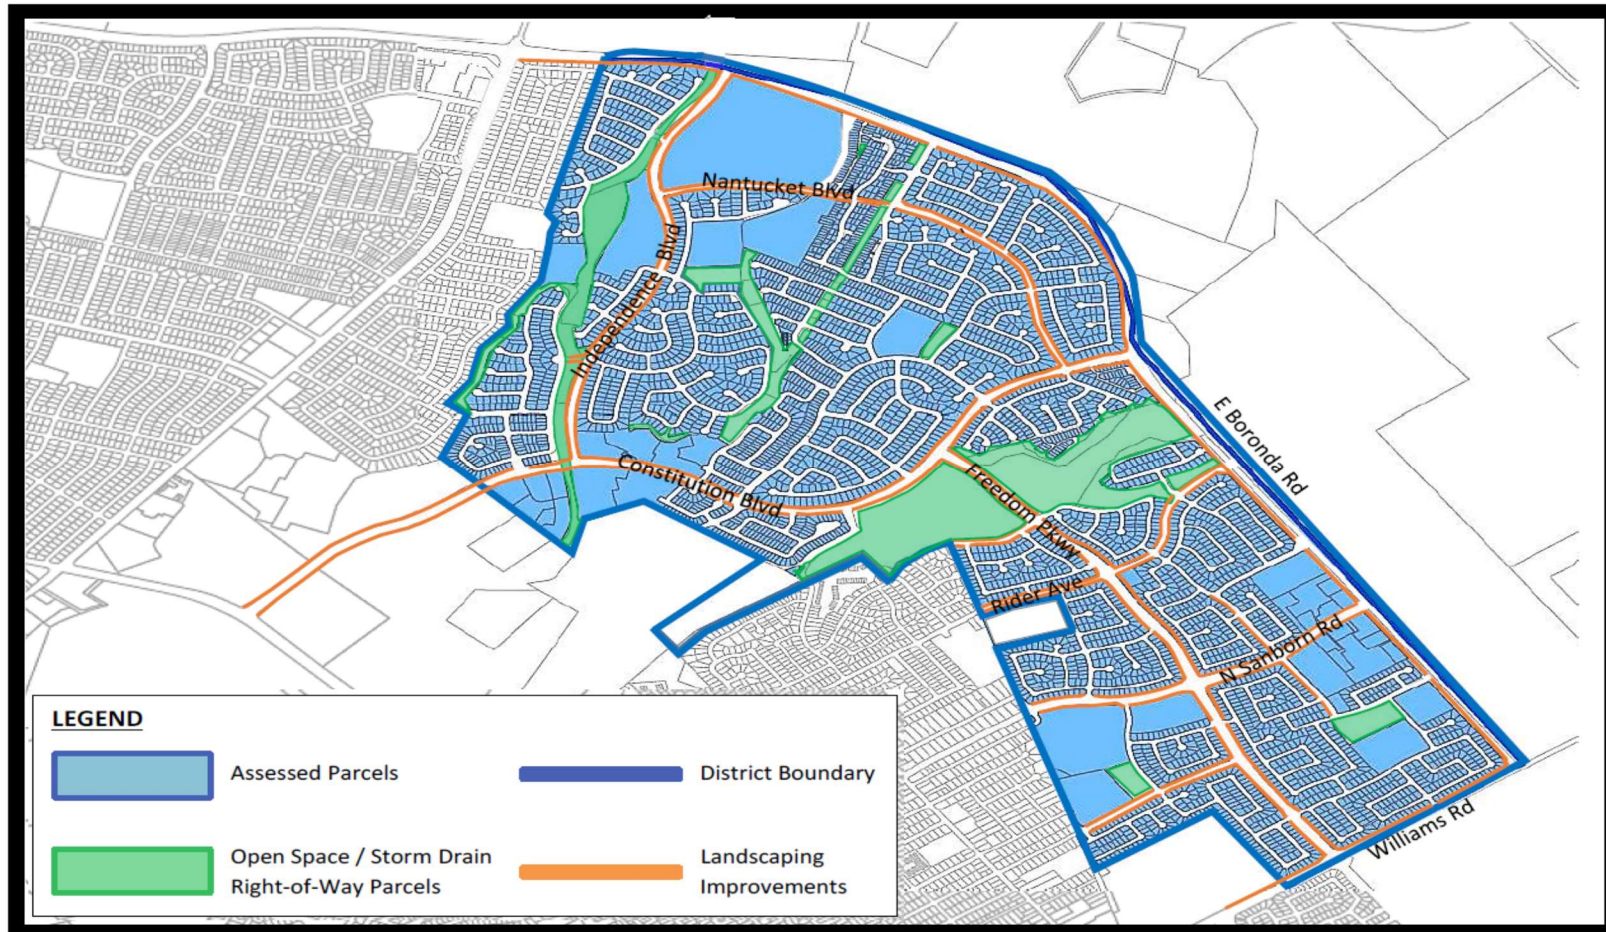 Nantucket Blvd
Independence Blvd
E Boronda Rd
Constitution Blvd
Freedom Pkwy
Rider Ave
N Sanborn Rd
Williams Rd
LEGEND
Assessed Parcels
District Boundary
Open Space / Storm Drain
Right-of-Way Parcels
Landscaping
Improvements